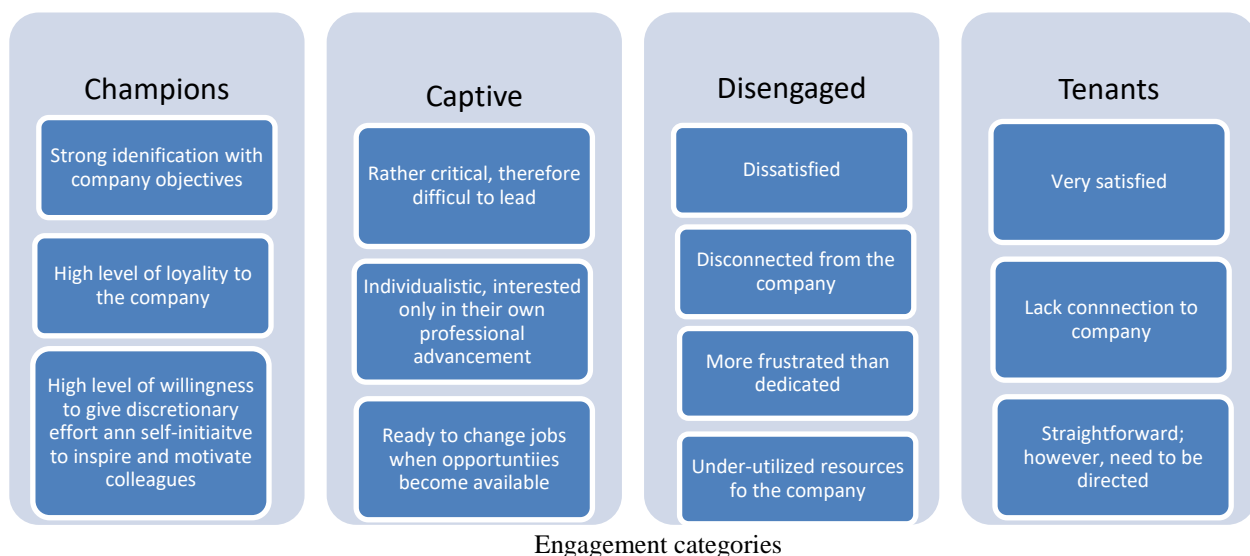 Champions
Strong idenification with
company objectives
High level of loyality to
the company
High level of willingness
to give discretionary
effort ann self-initiaitve
to inspire and motivate
colleagues
Captive
Rather critical, therefore
difficul to lead
Individualistic, interested
only in their own
professional
advancement
Ready to change jobs
when opportuntiies
become available
Disengaged
Dissatisfied
Disconnected from the
company
More frustrated than
dedicated
Under-utilized resources
fo the company
Tenants
Very satisfied
Lack connnection to
company
Straightforward;
however, need to be
directed
Engagement categories